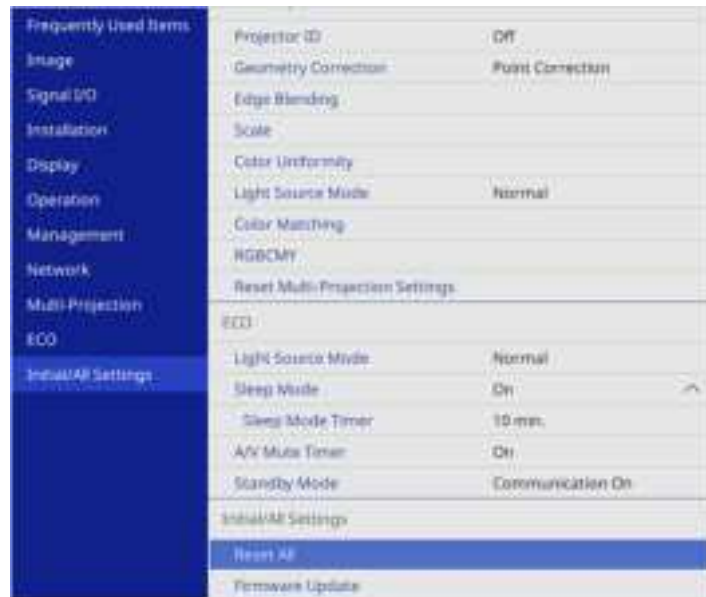 Frequently Used Items
Image
Signal I/O
Installation
Display
Operation
Management
Network
Multi-Projection
ECO
Initial/All Settings
Projector ID Off
Geometry Correction Point Correction
Edge Blending
Scale
Color Uniformity
Light Source Mode Normal
Color Matching
RGBCMY
Reset Multi-Projection Settings
ECO
Light Source Mode Normal
Sleep Mode On
Sleep Mode Timer 10 min.
A/V Mute Timer On
Standby Mode Communication On
Initial/All Settings
Reset All
Firmware Update